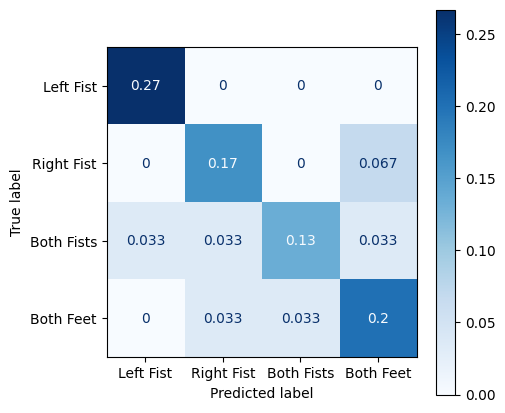 Left Fist 0.27 0 0 0
Right Fist 0 0.17 0 0.067
Both Fists 0.033 0.033 0.13 0.033
Both Feet 0 0.033 0.033 0.2
Left Fist Right Fist Both Fists Both Feet
Predicted label
True label
0.25
0.20
0.15
0.10
0.05
0.00